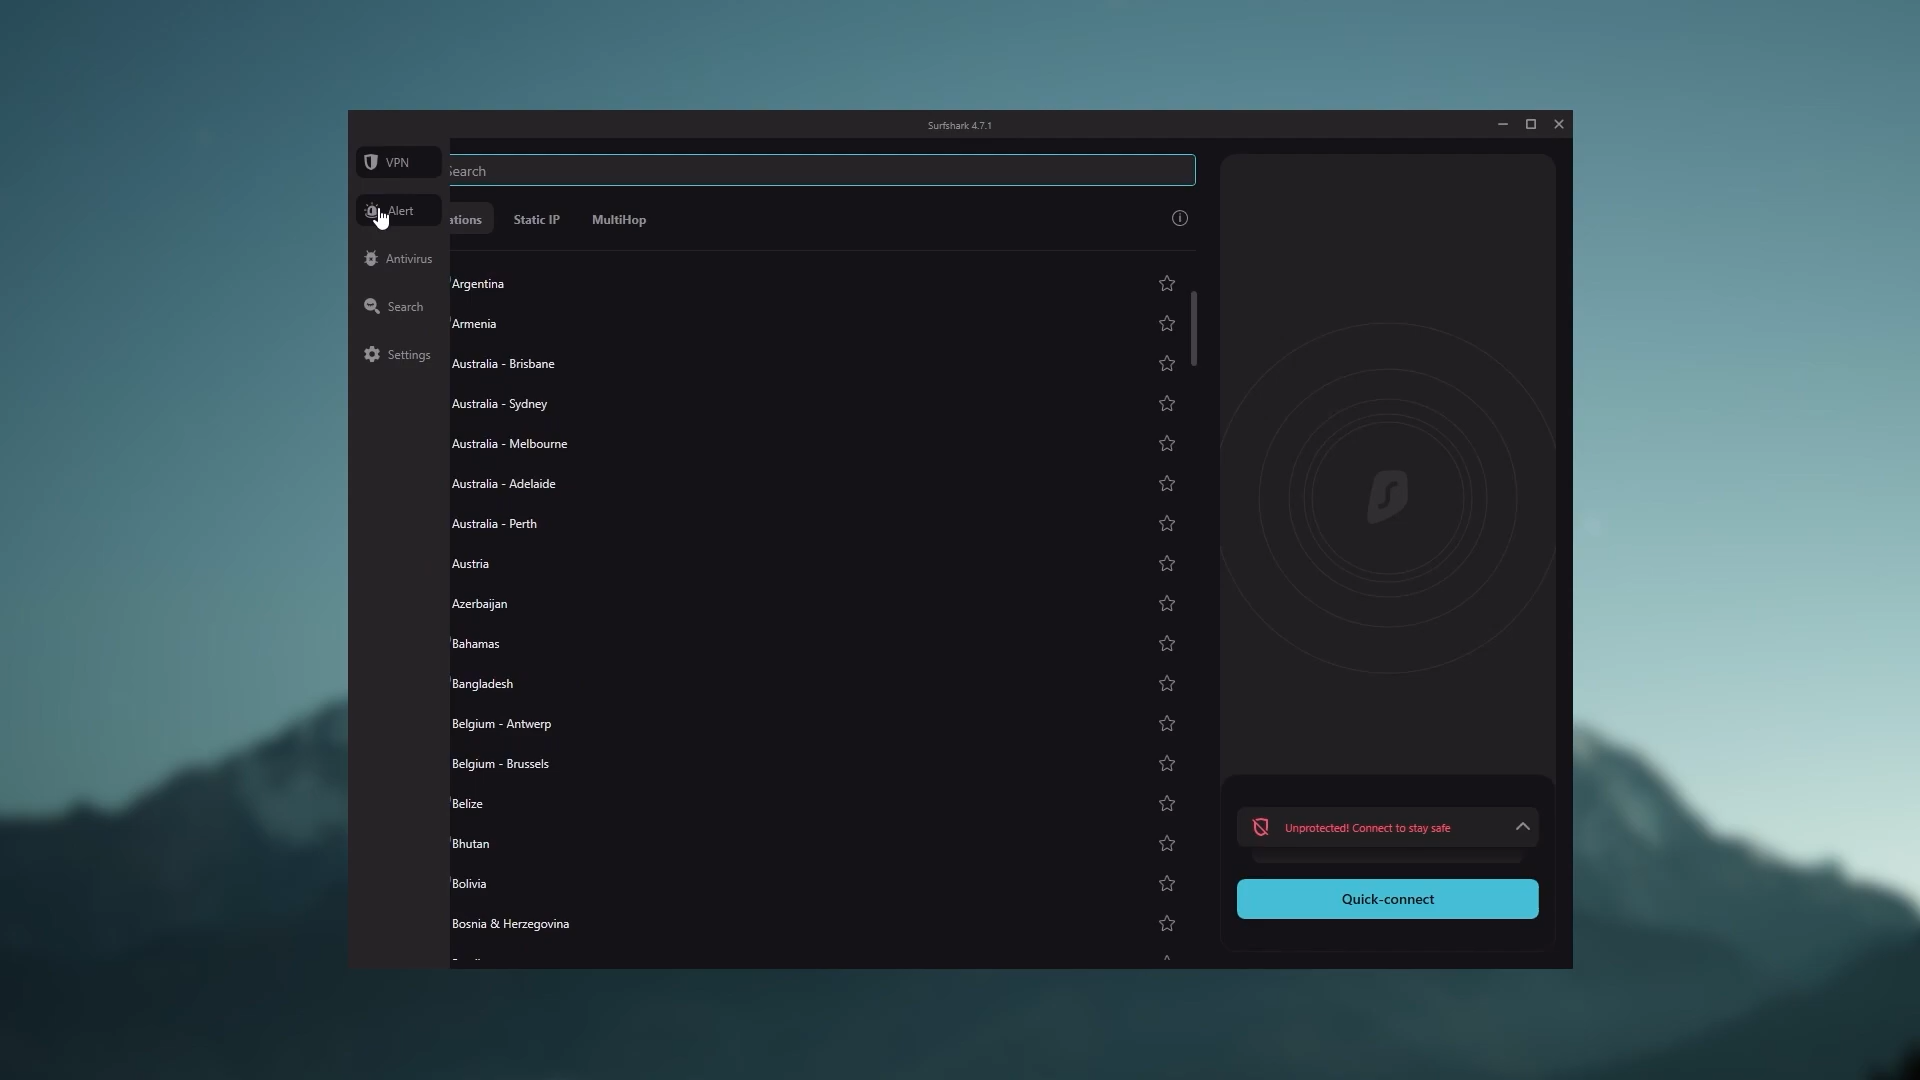 Surfshark 4.7.1
VPN
Alert
Antivirus
Search
Settings
Search
ations
Static IP
MultiHop
Argentina
Armenia
Australia - Brisbane
Australia - Sydney
Australia - Melbourne
Australia - Adelaide
Australia - Perth
Austria
Azerbaijan
Bahamas
Bangladesh
Belgium - Antwerp
Belgium - Brussels
Belize
Bhutan
Bolivia
Bosnia & Herzegovina
Unprotected! Connect to stay safe
Quick-connect